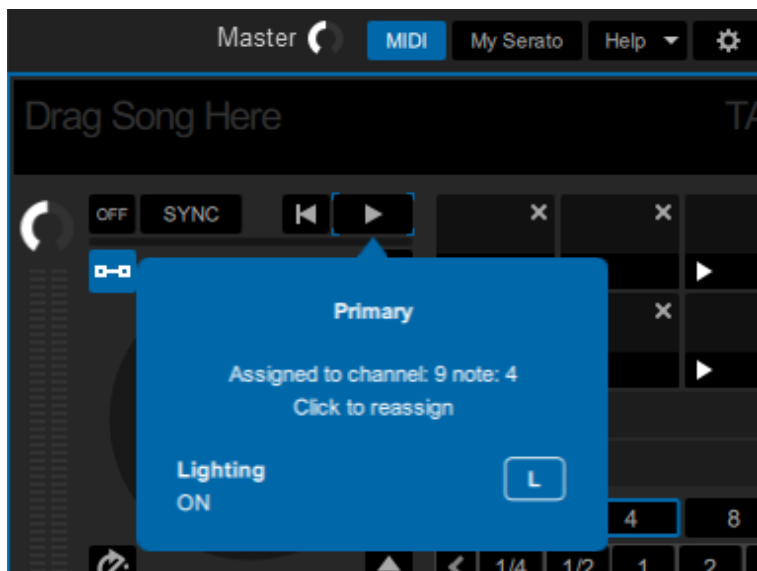 Master MIDI My Serato Help
Drag Song Here
OFF SYNC
Primary
Assigned to channel: 9 note: 4
Click to reassign
Lighting L
ON
4 8
1/4 1/2 1 2